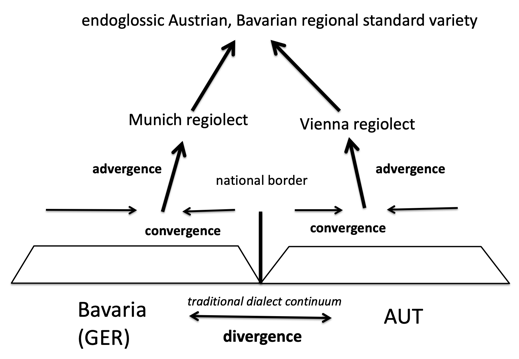 endoglossic Austrian, Bavarian regional standard variety
Munich regiolect
Vienna regiolect
advergence
advergence
national border
convergence
convergence
Bavaria
(GER)
traditional dialect continuum
divergence
AUT